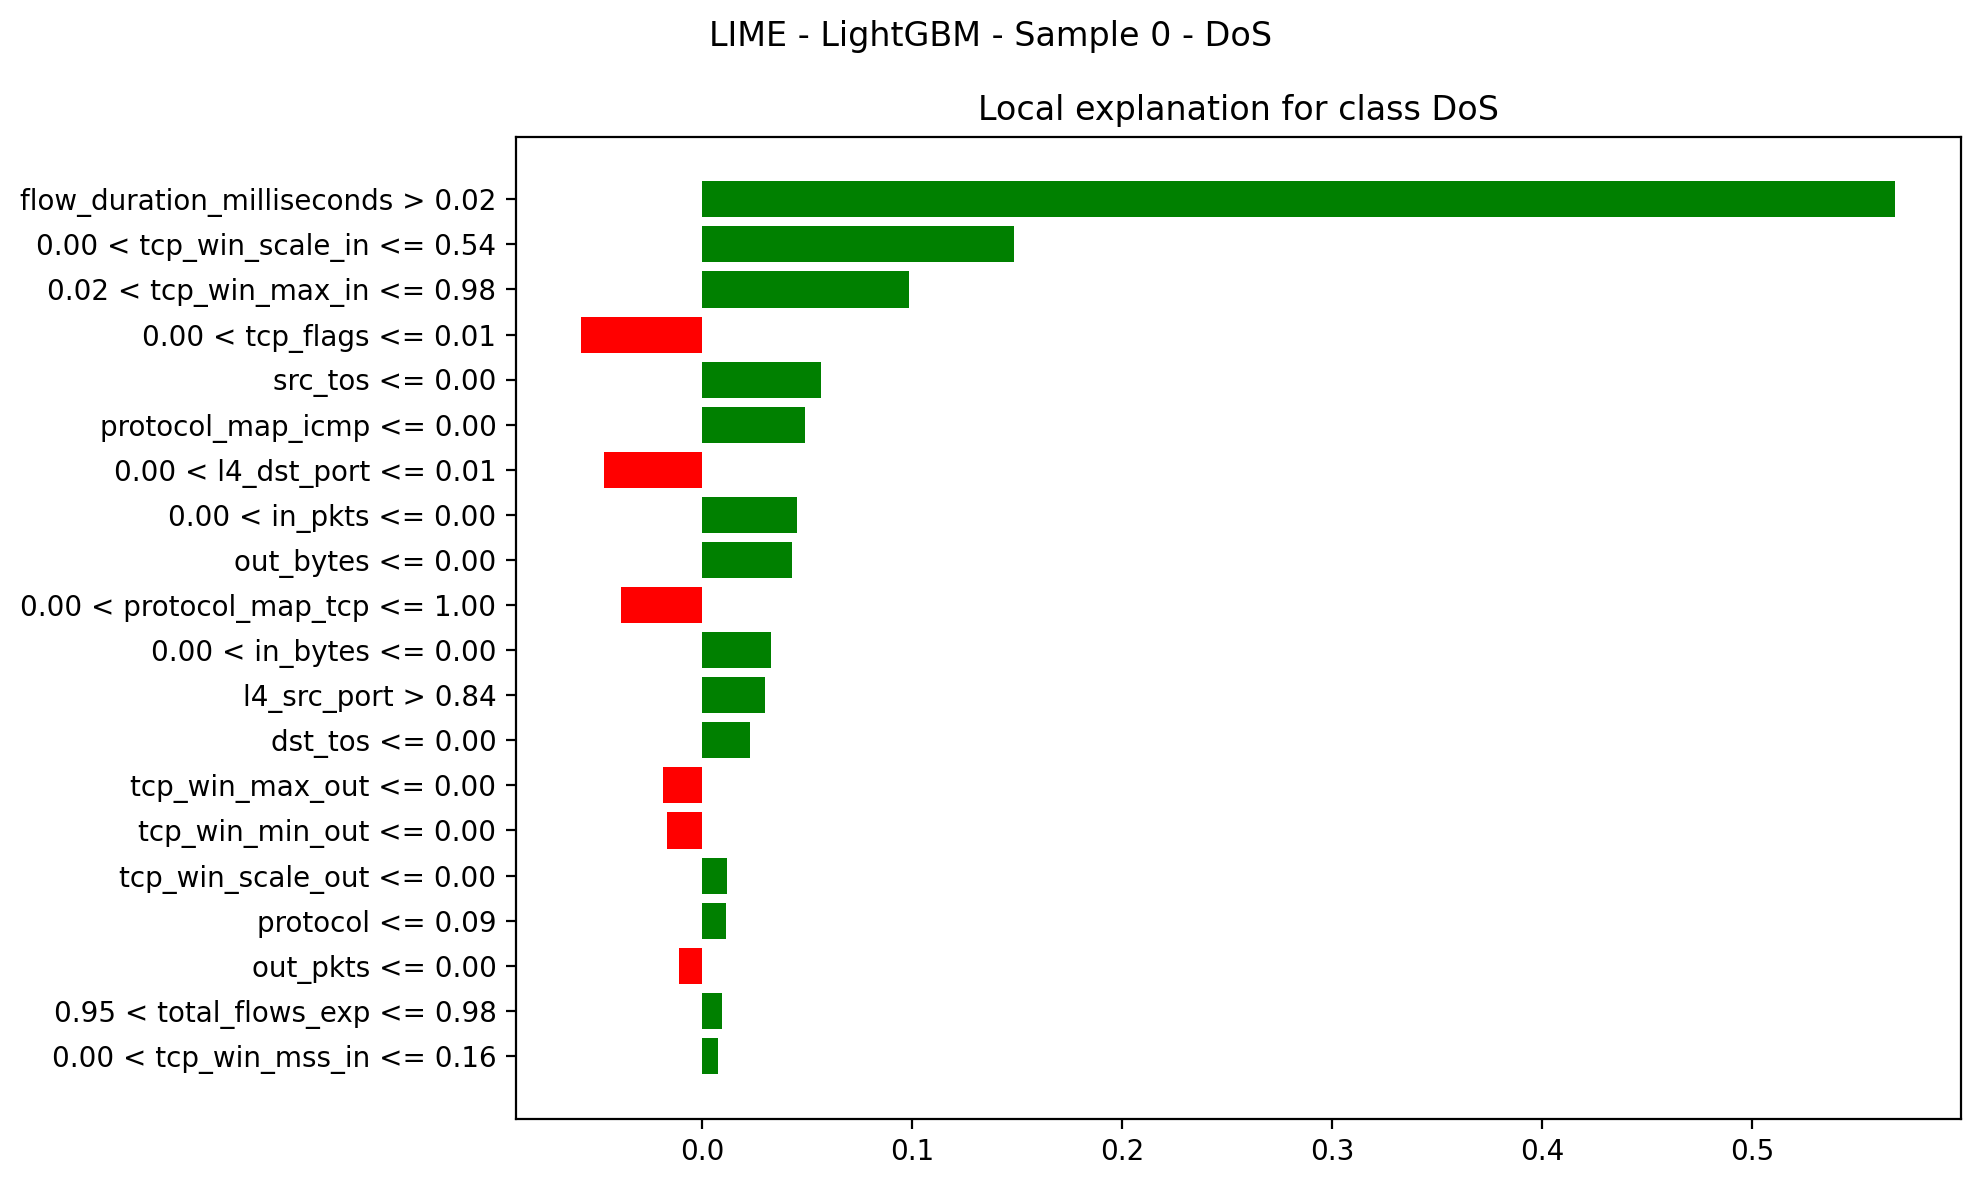 LIME - LightGBM - Sample 0 - DoS
Local explanation for class DoS
flow_duration_milliseconds > 0.02
0.00 < tcp_win_scale_in <= 0.54
0.02 < tcp_win_max_in <= 0.98
0.00 < tcp_flags <= 0.01
src_tos <= 0.00
protocol_map_icmp <= 0.00
0.00 < l4_dst_port <= 0.01
0.00 < in_pkts <= 0.00
out_bytes <= 0.00
0.00 < protocol_map_tcp <= 1.00
0.00 < in_bytes <= 0.00
l4_src_port > 0.84
dst_tos <= 0.00
tcp_win_max_out <= 0.00
tcp_win_min_out <= 0.00
tcp_win_scale_out <= 0.00
protocol <= 0.09
out_pkts <= 0.00
0.95 < total_flows_exp <= 0.98
0.00 < tcp_win_mss_in <= 0.16
0.0 0.1 0.2 0.3 0.4 0.5